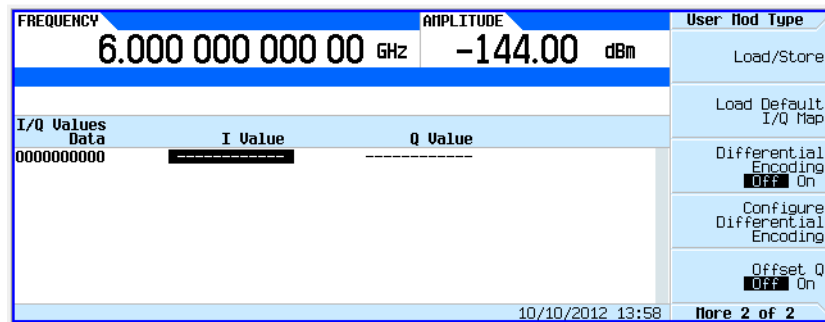 FREQUENCY
6.000 000 000 00 GHz
AMPLITUDE
-144.00 dBm
I/Q Values
Data I Value Q Value
0000000000 ------------ ------------
10/10/2012 13:58
User Mod Type
Load/Store
Load Default
I/Q Map
Differential
Encoding
Off On
Configure
Differential
Encoding
Offset Q
Off On
More 2 of 2